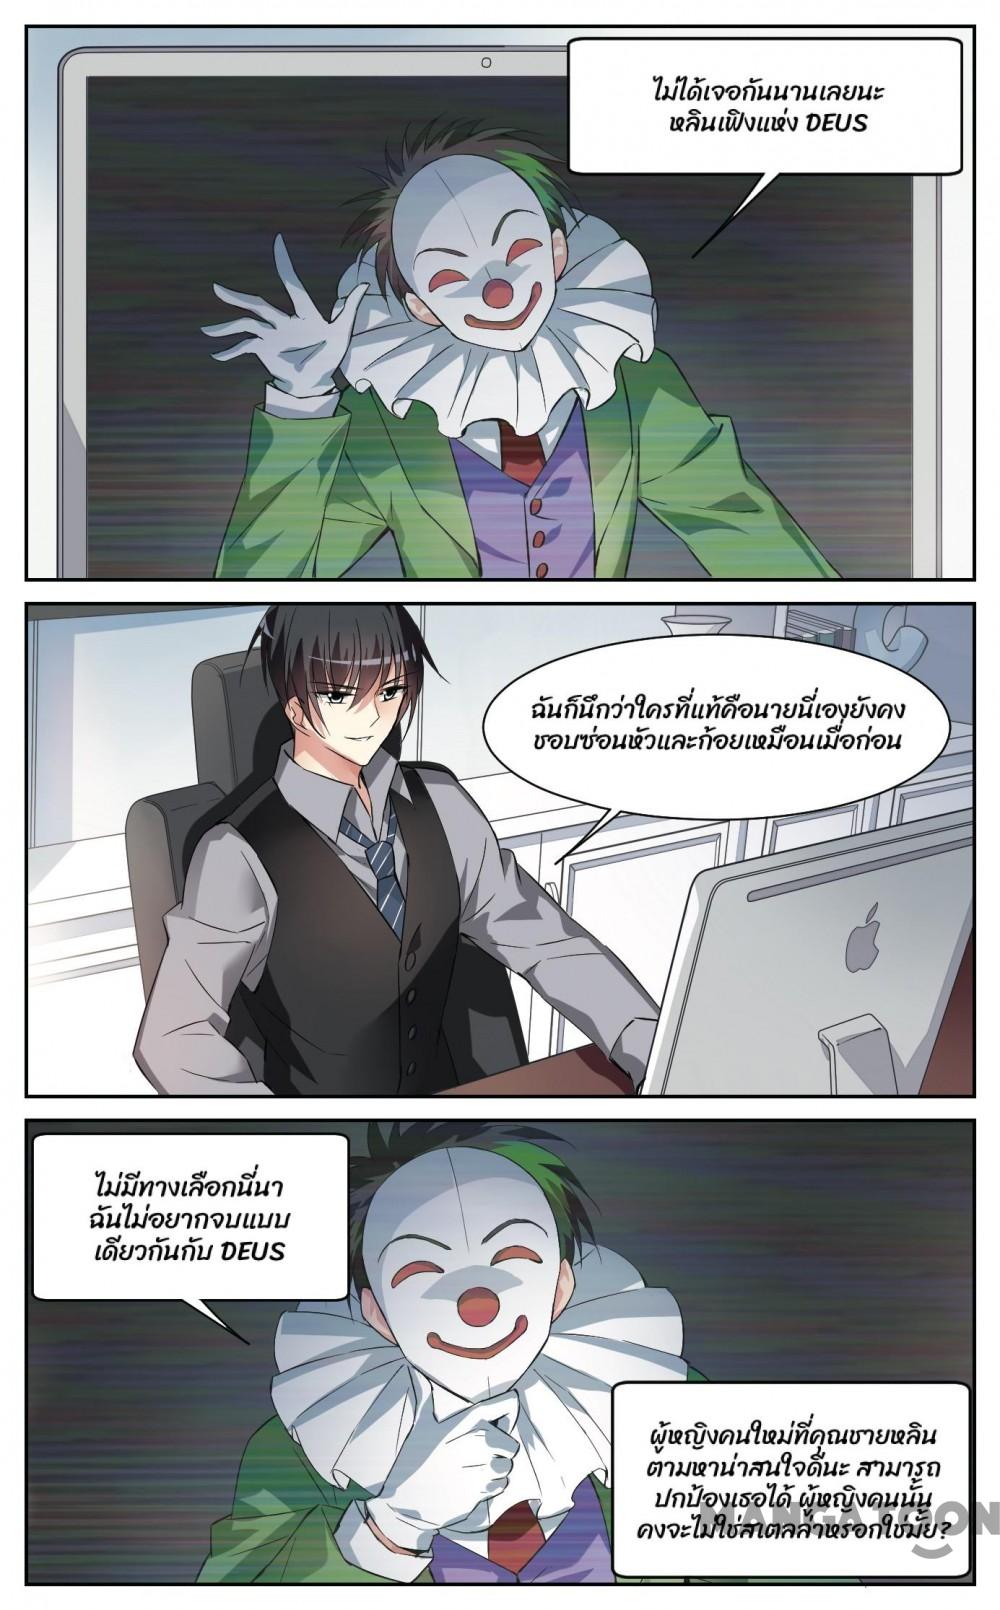 ไม่ได้เจอกันนานเลยนะ
หลินเฟิงแห่ง DEUS
ฉันก็นึกว่าใครที่แท้คือนายนี่เองยังคง
ชอบซ่อนหัวและก้อยเหมือนเมื่อก่อน
ไม่มีทางเลือกนี่นา
ฉันไม่อยากจบแบบ
เดียวกันกับ DEUS
ผู้หญิงคนใหม่ที่คุณชายหลิน
ตามหาน่าสนใจดีนะ สามารถ
ปกป้องเธอได้ ผู้หญิงคนนั้น
คงจะไม่ใช่สเตลล่าหรอกใช่มั้ย?
MANGATOON